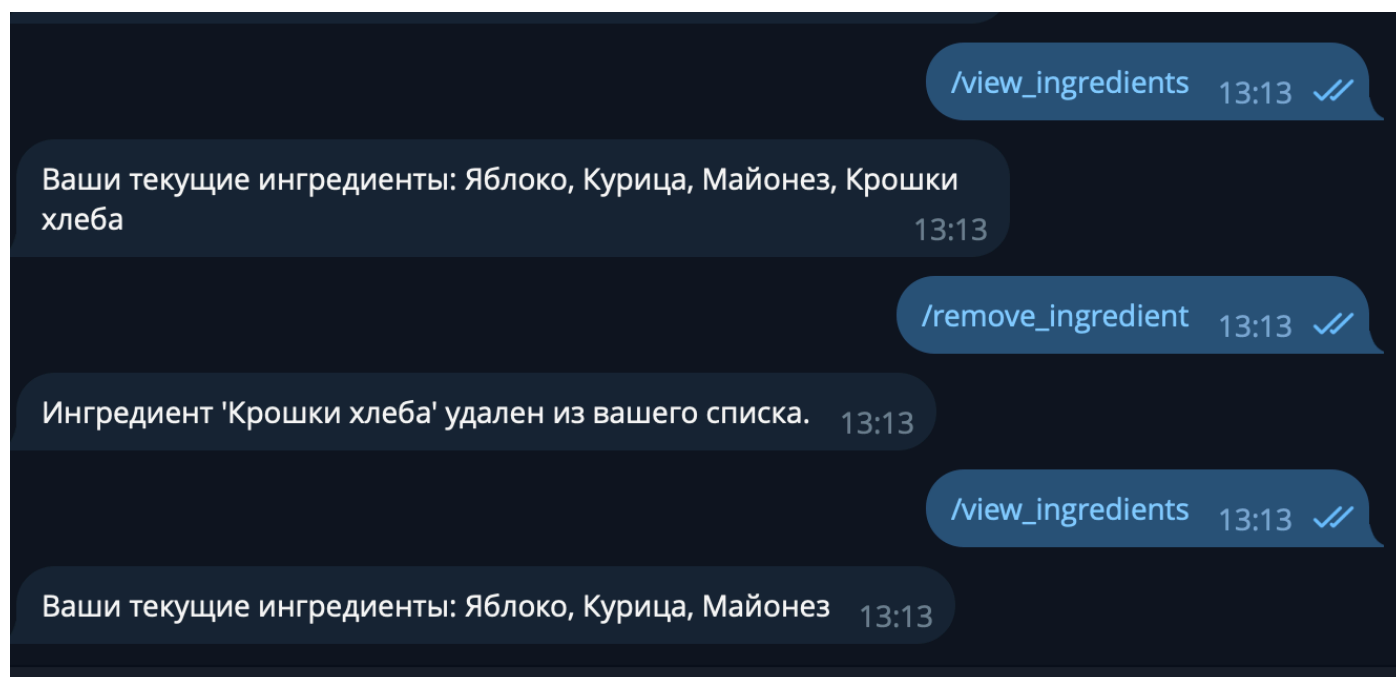 /view_ingredients 13:13
Ваши текущие ингредиенты: Яблоко, Курица, Майонез, Крошки
хлеба 13:13
/remove_ingredient 13:13
Ингредиент 'Крошки хлеба' удален из вашего списка. 13:13
/view_ingredients 13:13
Ваши текущие ингредиенты: Яблоко, Курица, Майонез 13:13